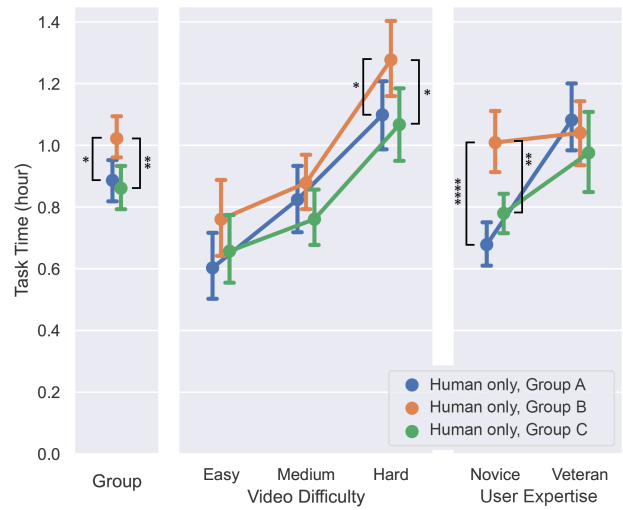 1.4
1.2
1.0
0.8
0.6
0.4
0.2
0.0
Task Time (hour)
*
**
*
*
****
**
Human only, Group A
Human only, Group B
Human only, Group C
Group
Easy
Medium
Hard
Video Difficulty
Novice
Veteran
User Expertise